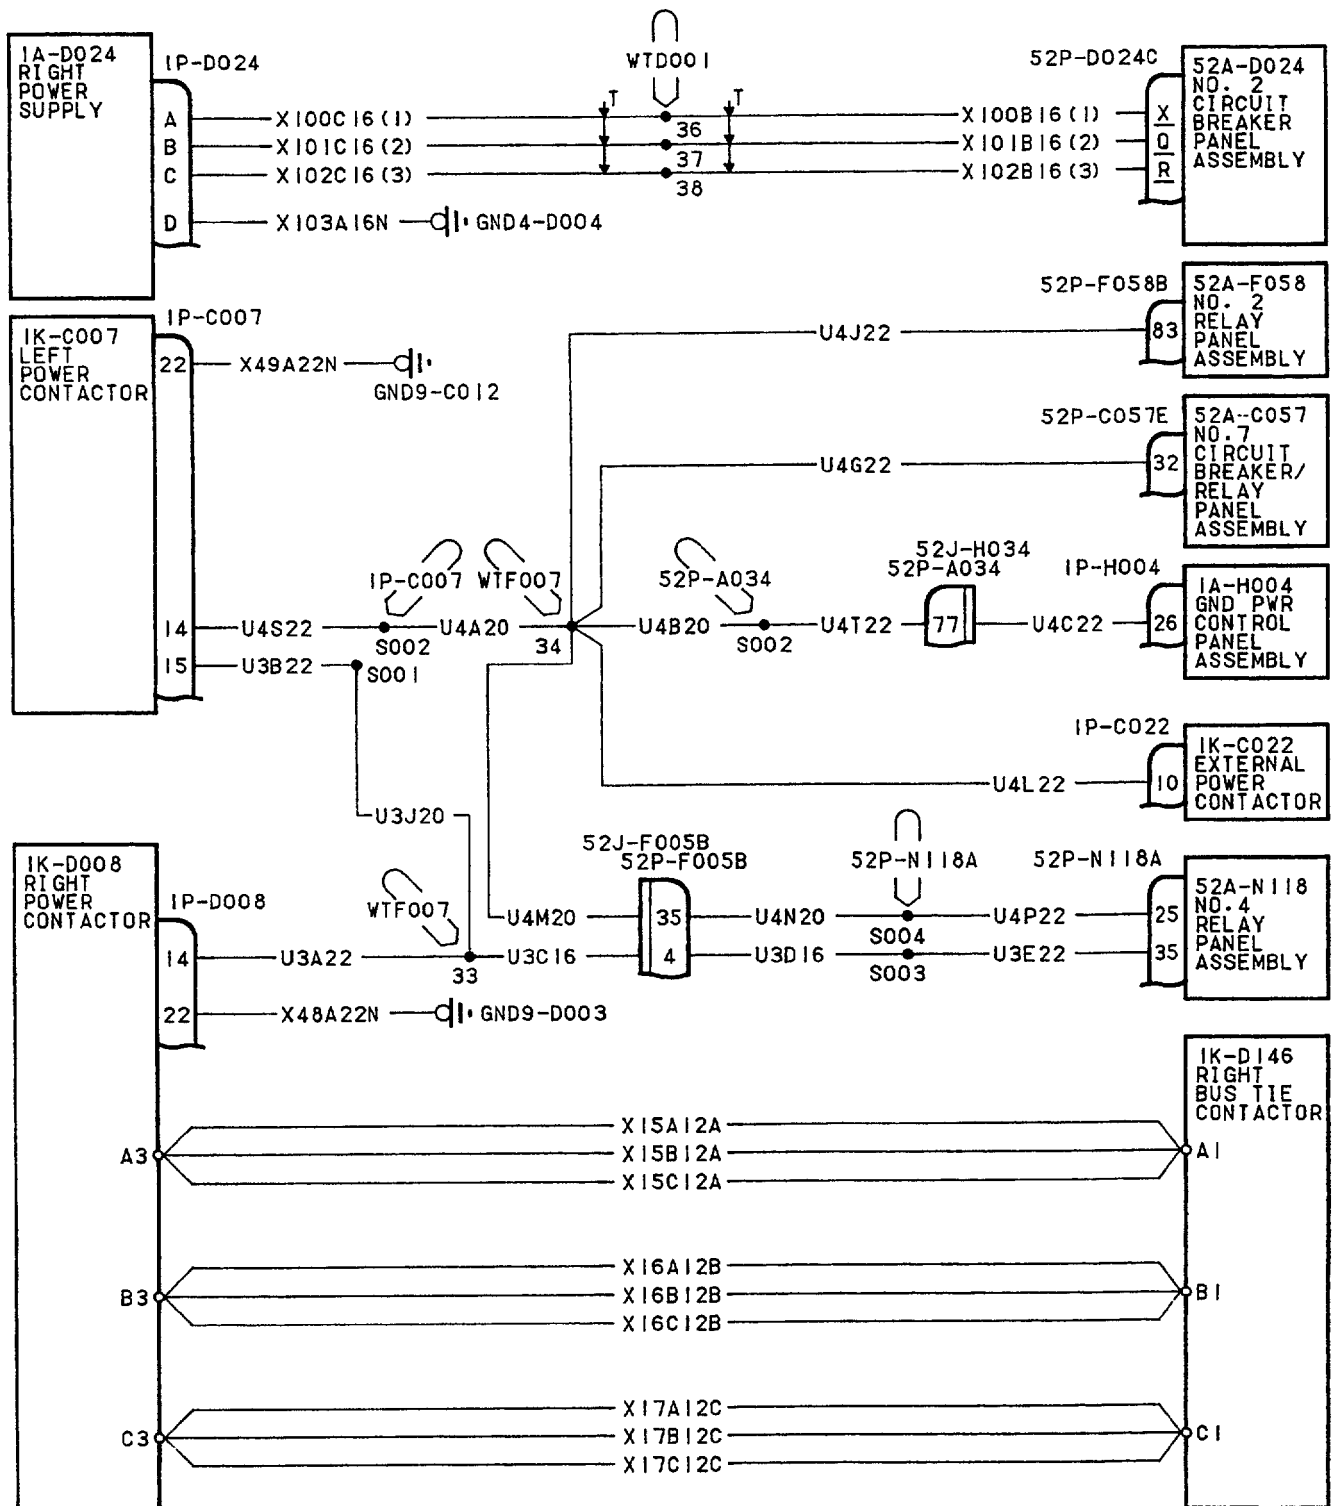 1A-D024
RIGHT
POWER
SUPPLY
1P-D024
WTD001
52P-D024C
52A-D024
NO. 2
CIRCUIT
BREAKER
PANEL
ASSEMBLY
T
T
A
X100C16(1)
36
X100B16(1)
X
B
X101C16(2)
37
X101B16(2)
Q
C
X102C16(3)
38
X102B16(3)
R
D
X103A16N
GND4-D004
1K-C007
LEFT
POWER
CONTACTOR
1P-C007
22
X49A22N
GND9-C012
52P-F058B
52A-F058
NO. 2
RELAY
PANEL
ASSEMBLY
U4J22
83
52P-C057E
52A-C057
NO.7
CIRCUIT
BREAKER/
RELAY
PANEL
ASSEMBLY
U4G22
32
1P-C007
WTF007
52P-A034
52J-H034
52P-A034
1P-H004
1A-H004
GND PWR
CONTROL
PANEL
ASSEMBLY
14
U4S22
S002
U4A20
34
U4B20
S002
U4T22
77
U4C22
26
15
U3B22
S001
1P-C022
1K-C022
EXTERNAL
POWER
CONTACTOR
U4L22
10
U3J20
1K-D008
RIGHT
POWER
CONTACTOR
1P-D008
WTF007
52J-F005B
52P-F005B
52P-N118A
52P-N118A
52A-N118
NO.4
RELAY
PANEL
ASSEMBLY
U4M20
35
U4N20
S004
U4P22
25
14
U3A22
33
U3C16
4
U3D16
S003
U3E22
35
22
X48A22N
GND9-D003
1K-D146
RIGHT
BUS TIE
CONTACTOR
X15A12A
A3
X15B12A
A1
X15C12A
X16A12B
B3
X16B12B
B1
X16C12B
X17A12C
C3
X17B12C
C1
X17C12C